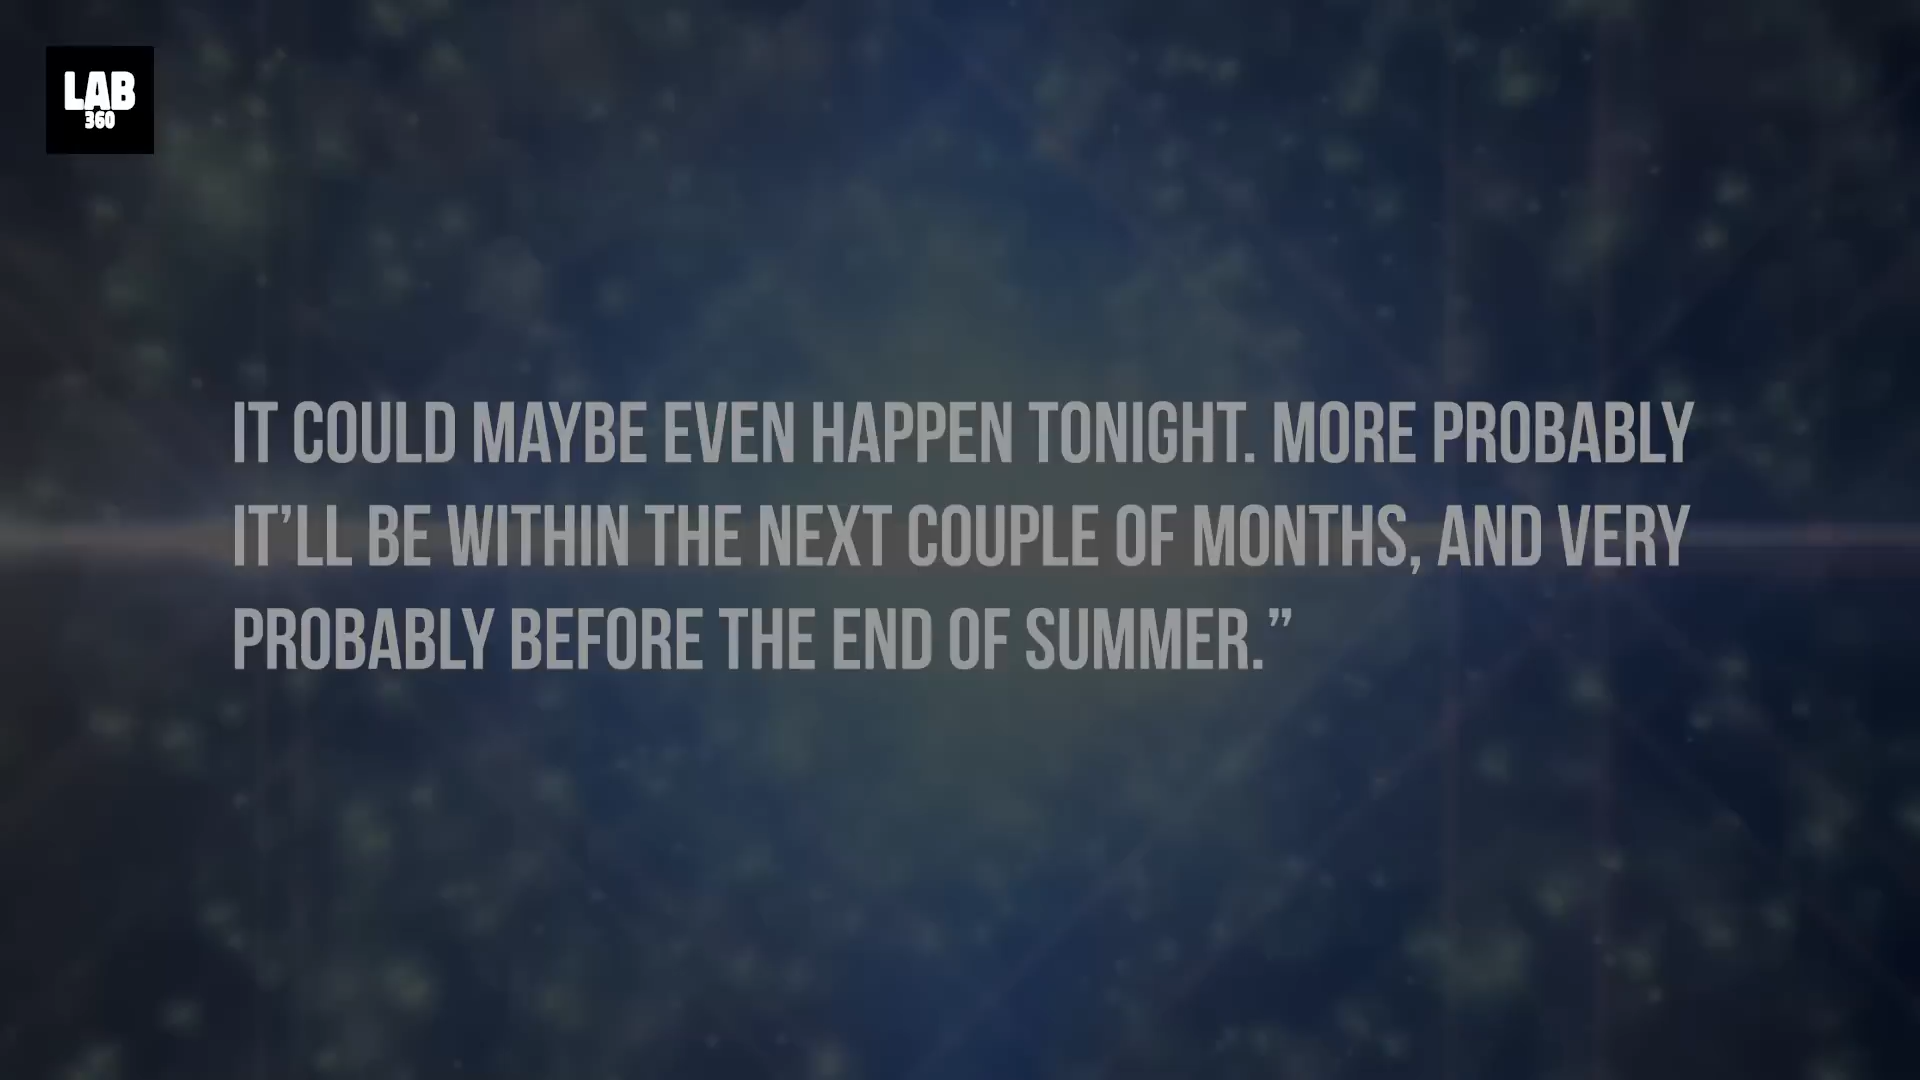 LAB
360
IT COULD MAYBE EVEN HAPPEN TONIGHT. MORE PROBABLY
IT’LL BE WITHIN THE NEXT COUPLE OF MONTHS, AND VERY
PROBABLY BEFORE THE END OF SUMMER.”